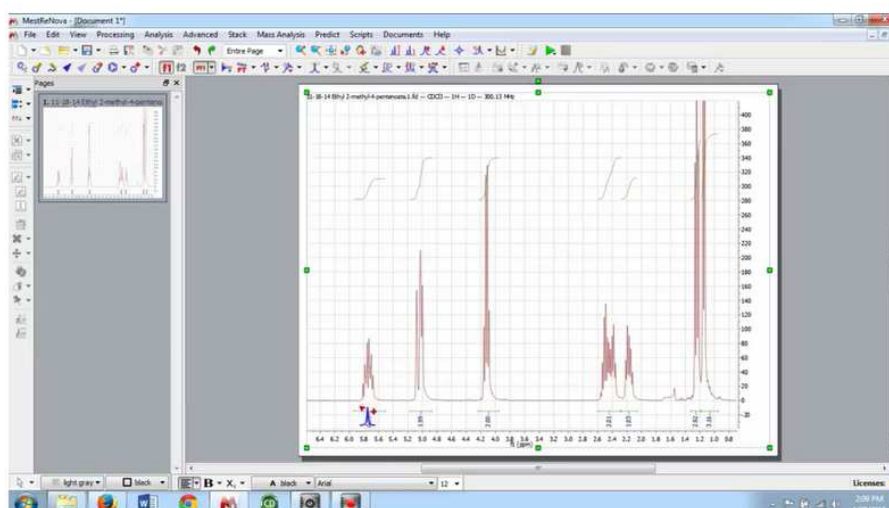 MestReNova - [Document 1*]
File Edit View Processing Analysis Advanced Stack Mass Analysis Predict Scripts Documents Help
Entire Page
Pages
1. 11-18-14 Ethyl 2-methyl-4-pentenoate
11-18-14 Ethyl 2-methyl-4-pentenoate.1.fid — CDCl3 — 1H — 1D — 300.13 MHz
400
380
360
340
320
300
280
260
240
220
200
180
160
140
120
100
80
60
40
20
0
-20
6.4 6.2 6.0 5.8 5.6 5.4 5.2 5.0 4.8 4.6 4.4 4.2 4.0 3.8 3.6 3.4 3.2 3.0 2.8 2.6 2.4 2.2 2.0 1.8 1.6 1.4 1.2 1.0 0.8
(ppm)
light gray black B X, A black Arial 12 Licenses:
2:09 PM